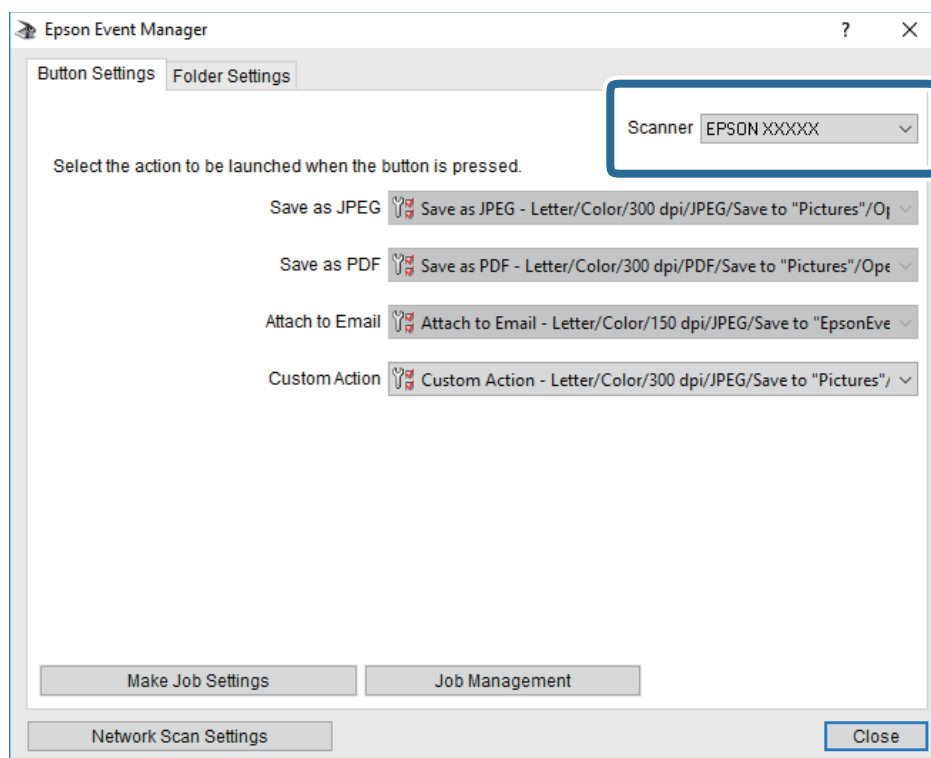 Epson Event Manager
?
Button Settings
Folder Settings
Scanner EPSON XXXXX
Select the action to be launched when the button is pressed.
Save as JPEG Save as JPEG - Letter/Color/300 dpi/JPEG/Save to "Pictures"/Op
Save as PDF Save as PDF - Letter/Color/300 dpi/PDF/Save to "Pictures"/Ope
Attach to Email Attach to Email - Letter/Color/150 dpi/JPEG/Save to "EpsonEve
Custom Action Custom Action - Letter/Color/300 dpi/JPEG/Save to "Pictures"/
Make Job Settings
Job Management
Network Scan Settings
Close